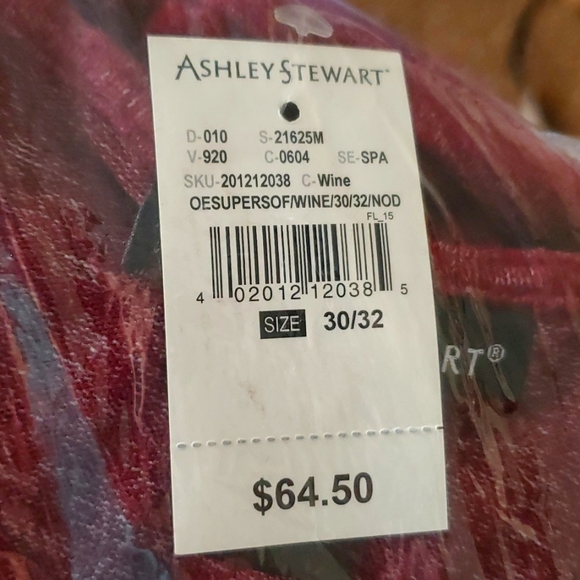 ASHLEY STEWART™
D-010 S-21625M
V-920 C-0604 SE-SPA
SKU-201212038 C-Wine
OESUPERSOF/WINE/30/32/NOD
FL_15
4 02012 12038 5
SIZE 30/32
RT®
$64.50